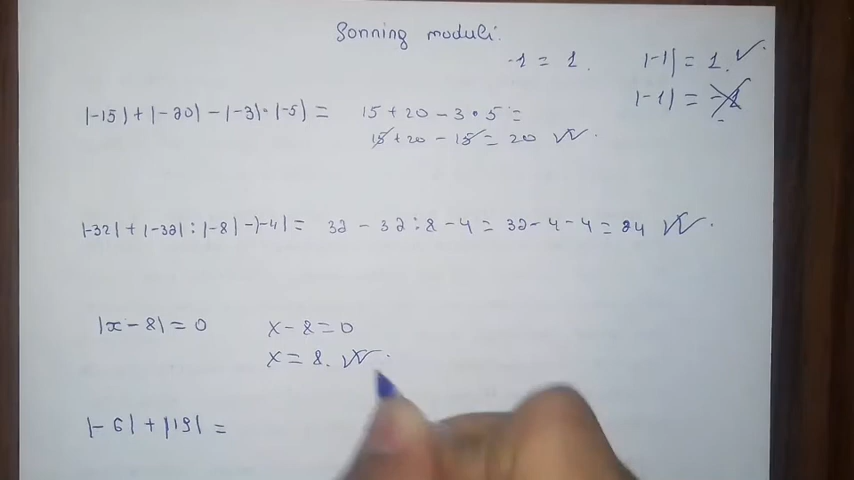 Sonning moduli:
-1 = 1. |-1| = 1.
|-1| = -1
|-15| + |-20| - |-3| · |-5| = 15 + 20 - 3 · 5 =
15 + 20 - 15 = 20
|-32| + |-32| : |-8| - |-4| = 32 - 32 : 8 - 4 = 32 - 4 - 4 = 24
|x - 8| = 0 x - 8 = 0
x = 8.
|-6| + |19| =